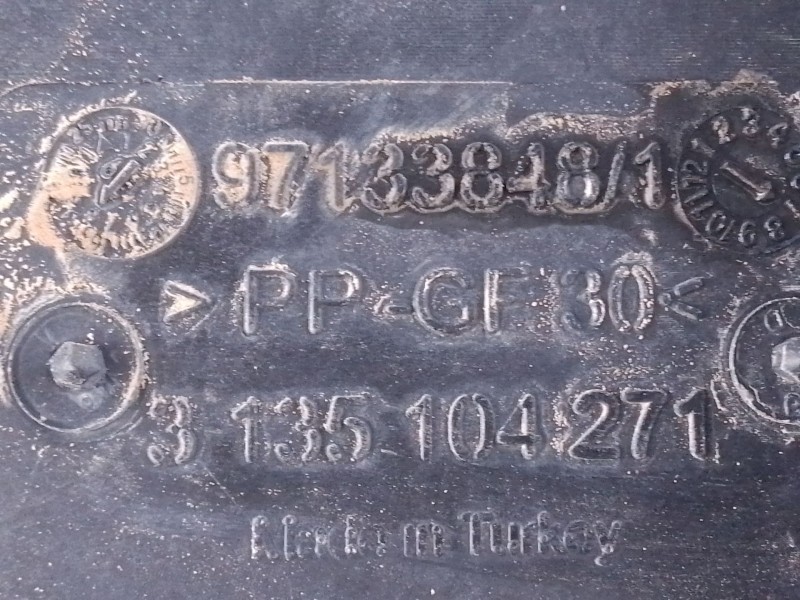 97133848/1
>PP-GF30<
3 135 104 271
Made in Turkey